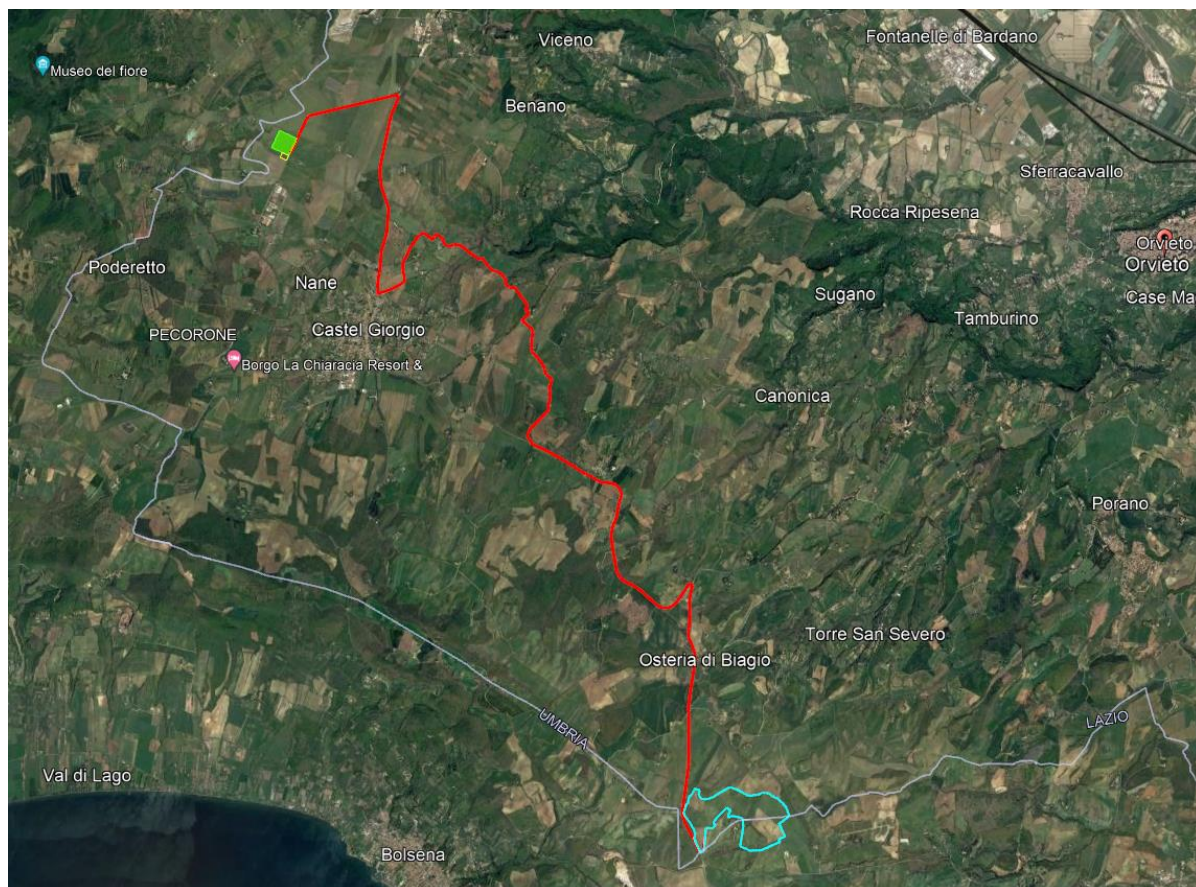 Viceno
Fontanelle di Bardano
Museo del fiore
Benano
Sferracavallo
Rocca Ripesena
Orvieto
Orvieto
Poderetto
Nane
Sugano
Case Ma
Castel Giorgio
Tamburino
PECORONE
Borgo La Chiaracia Resort &
Canonica
Porano
Torre San Severo
Osteria di Biagio
UMBRIA
LAZIO
Val di Lago
Bolsena